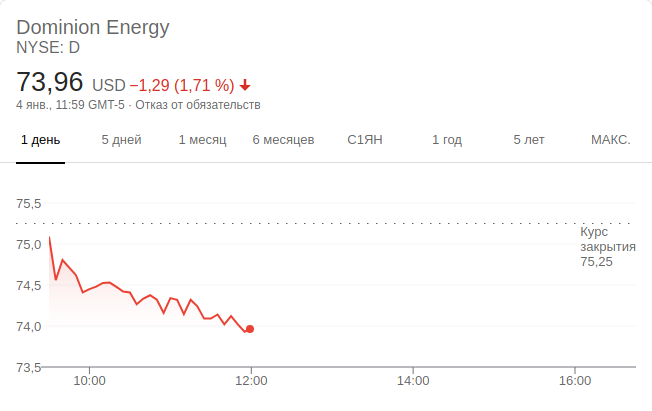 Dominion Energy
NYSE: D
73,96 USD −1,29 (1,71 %)
4 янв., 11:59 GMT-5 · Отказ от обязательств
1 день 5 дней 1 месяц 6 месяцев С1ЯН 1 год 5 лет МАКС.
75,5
Курс
75,0 закрытия
75,25
74,5
74,0
73,5
10:00 12:00 14:00 16:00